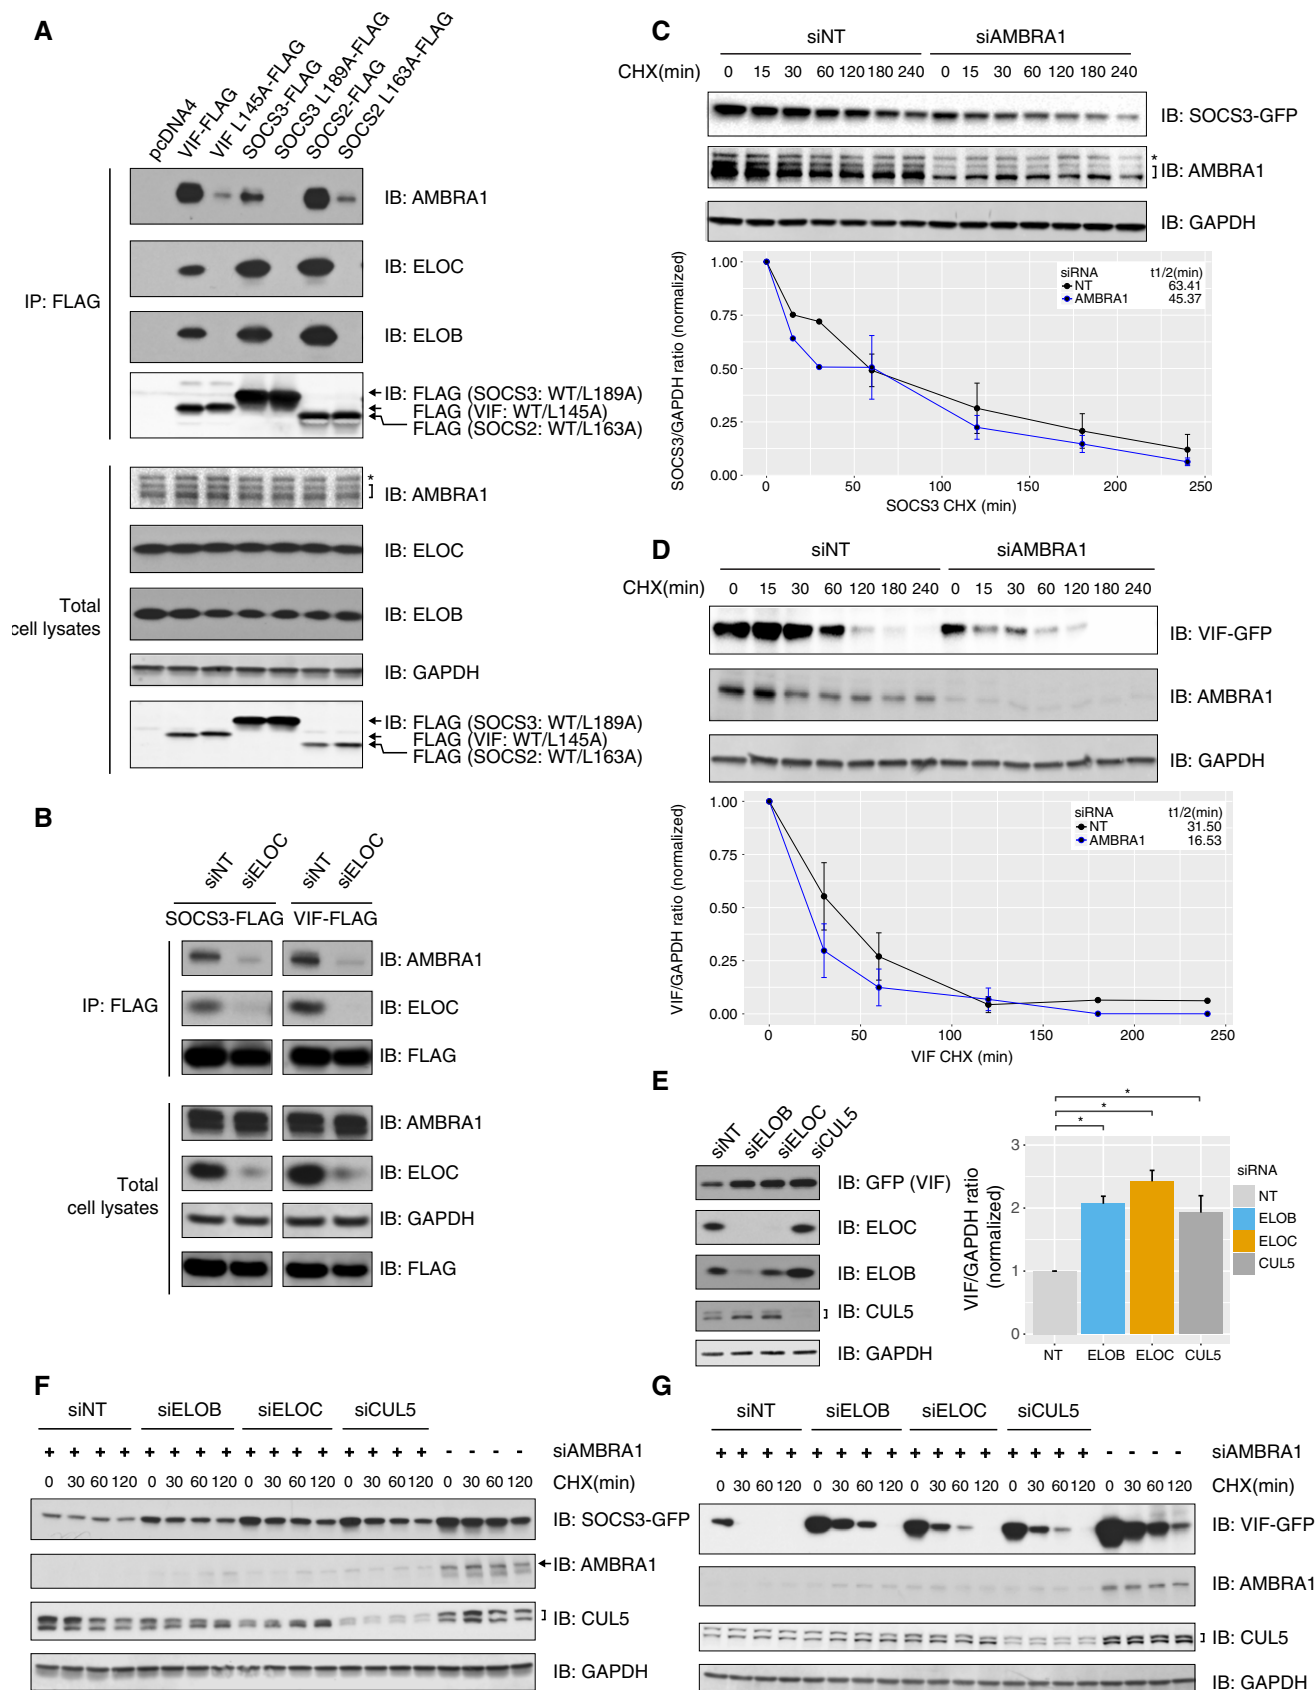 A
pcDNA4
VIF-FLAG
VIF L145A-FLAG
SOCS3-FLAG
SOCS3 L189A-FLAG
SOCS2-FLAG
SOCS2 L163A-FLAG
IP: FLAG
IB: AMBRA1
IB: ELOC
IB: ELOB
IB: FLAG (SOCS3: WT/L189A)
FLAG (VIF: WT/L145A)
FLAG (SOCS2: WT/L163A)
Total
cell lysates
*
IB: AMBRA1
IB: ELOC
IB: ELOB
IB: GAPDH
IB: FLAG (SOCS3: WT/L189A)
FLAG (VIF: WT/L145A)
FLAG (SOCS2: WT/L163A)
B
siNT siELOC siNT siELOC
SOCS3-FLAG VIF-FLAG
IP: FLAG
IB: AMBRA1
IB: ELOC
IB: FLAG
Total
cell lysates
IB: AMBRA1
IB: ELOC
IB: GAPDH
IB: FLAG
C
siNT siAMBRA1
CHX(min) 0 15 30 60 120 180 240 0 15 30 60 120 180 240
IB: SOCS3-GFP
*
IB: AMBRA1
IB: GAPDH
SOCS3/GAPDH ratio (normalized)
1.00
0.75
0.50
0.25
0.00
siRNA t1/2(min)
NT 63.41
AMBRA1 45.37
0 50 100 150 200 250
SOCS3 CHX (min)
D
siNT siAMBRA1
CHX(min) 0 15 30 60 120 180 240 0 15 30 60 120 180 240
IB: VIF-GFP
IB: AMBRA1
IB: GAPDH
VIF/GAPDH ratio (normalized)
1.00
0.75
0.50
0.25
0.00
siRNA t1/2(min)
NT 31.50
AMBRA1 16.53
0 50 100 150 200 250
VIF CHX (min)
E
siNT siELOB siELOC siCUL5
IB: GFP (VIF)
IB: ELOC
IB: ELOB
IB: CUL5
IB: GAPDH
VIF/GAPDH ratio
(normalized)
3
2
1
0
*
*
*
NT ELOB ELOC CUL5
siRNA
NT
ELOB
ELOC
CUL5
F
siNT siELOB siELOC siCUL5
+ + + + + + + + + + + + + + + + - - - - siAMBRA1
0 30 60 120 0 30 60 120 0 30 60 120 0 30 60 120 0 30 60 120 CHX(min)
IB: SOCS3-GFP
IB: AMBRA1
IB: CUL5
IB: GAPDH
G
siNT siELOB siELOC siCUL5
+ + + + + + + + + + + + + + + + - - - - siAMBRA1
0 30 60 120 0 30 60 120 0 30 60 120 0 30 60 120 0 30 60 120 CHX(min)
IB: VIF-GFP
IB: AMBRA1
IB: CUL5
IB: GAPDH